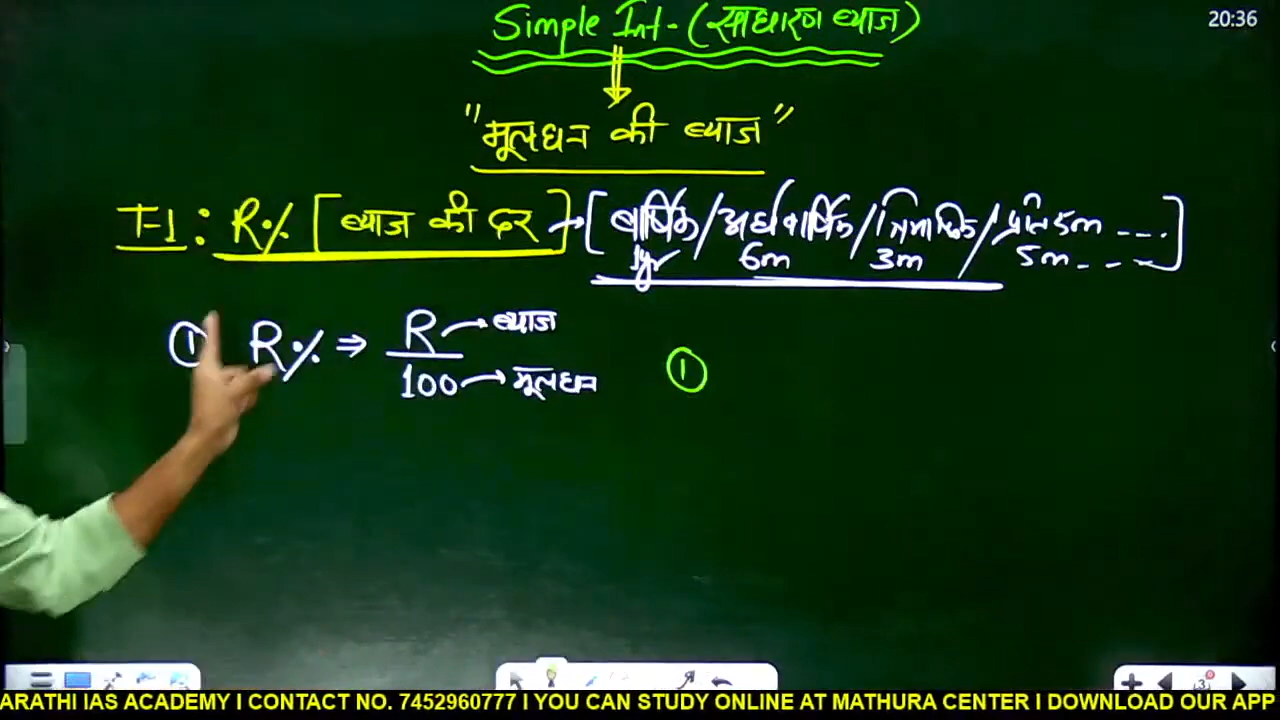 20:36
Simple Int - (साधारण ब्याज)
"मूलधन की ब्याज"
T-1 : R% [ ब्याज की दर ] → [ वार्षिक / अर्धवार्षिक / त्रिमासिक / प्रति 5m ---. ]
1yr 6m 3m 5m. - - -
① R% ⇒ R → ब्याज
100 → मूलधन
①
3
ARATHI IAS ACADEMY I CONTACT NO. 7452960777 I YOU CAN STUDY ONLINE AT MATHURA CENTER I DOWNLOAD OUR APP